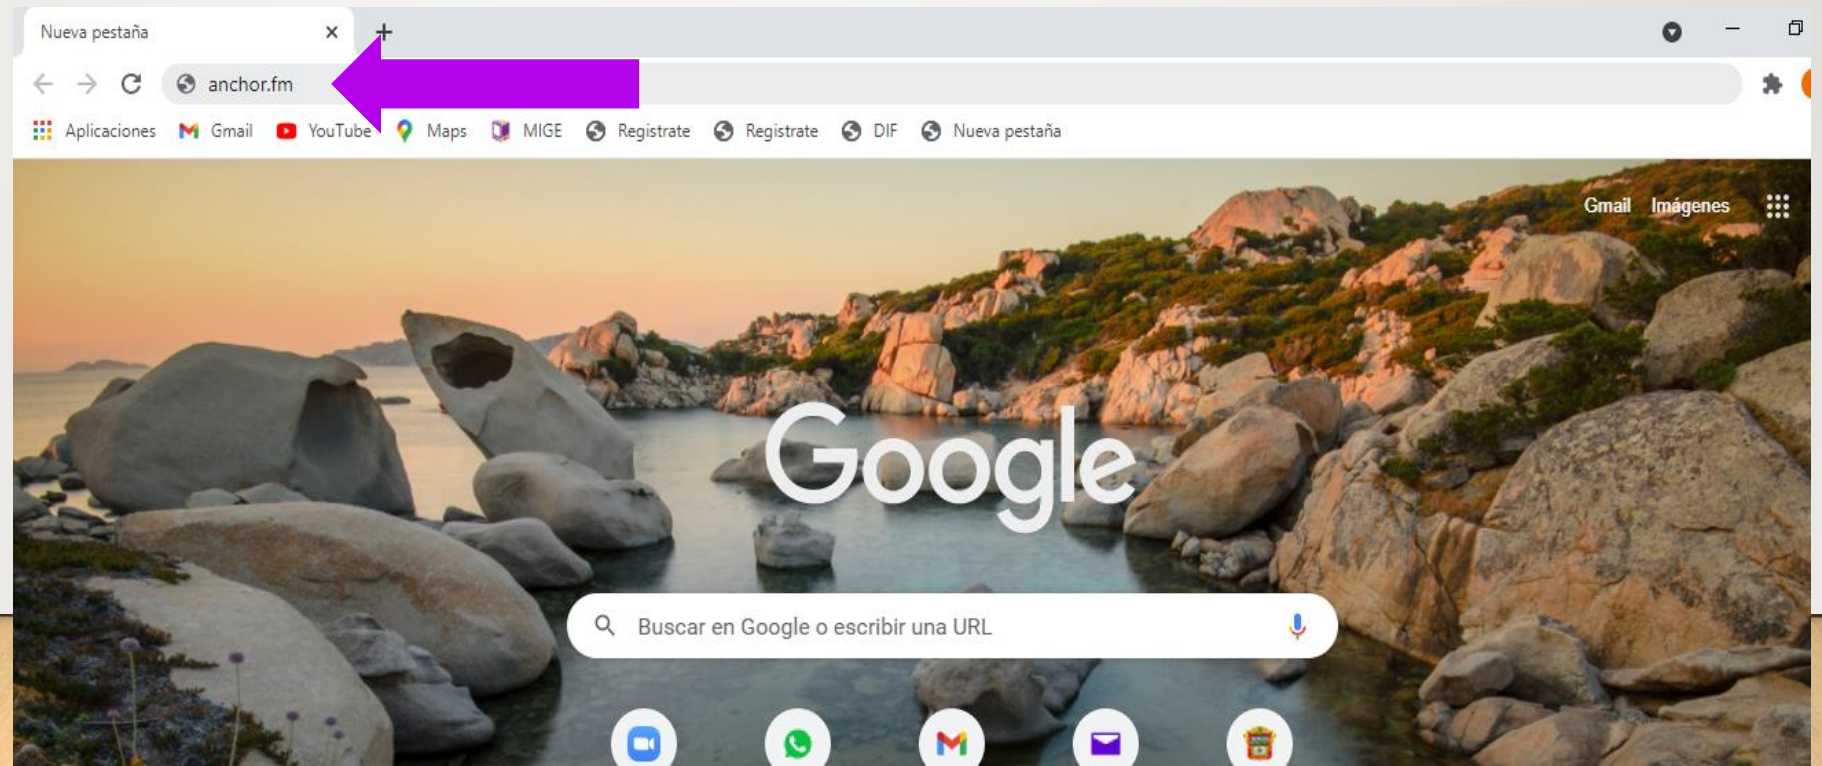 Nueva pestaña
anchor.fm
Aplicaciones Gmail YouTube Maps MIGE Registrate Registrate DIF Nueva pestaña
Gmail Imágenes
Google
Buscar en Google o escribir una URL